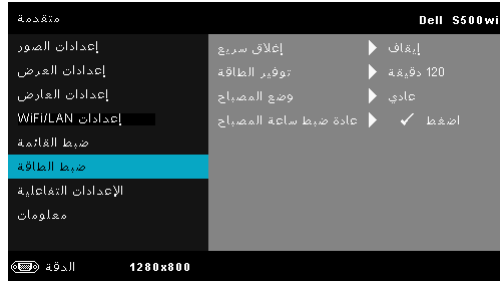 متقدمة
Dell S500wi
إعدادات الصور
إعدادات العرض
إعدادات العارض
إعدادات WiFi/LAN
ضبط القائمة
ضبط الطاقة
الإعدادات التفاعلية
معلومات
إغلاق سريع إيقاف
توفير الطاقة 120 دقيقة
وضع المصباح عادي
عادة ضبط ساعة المصباح اضغط ✓
الدقة 1280x800